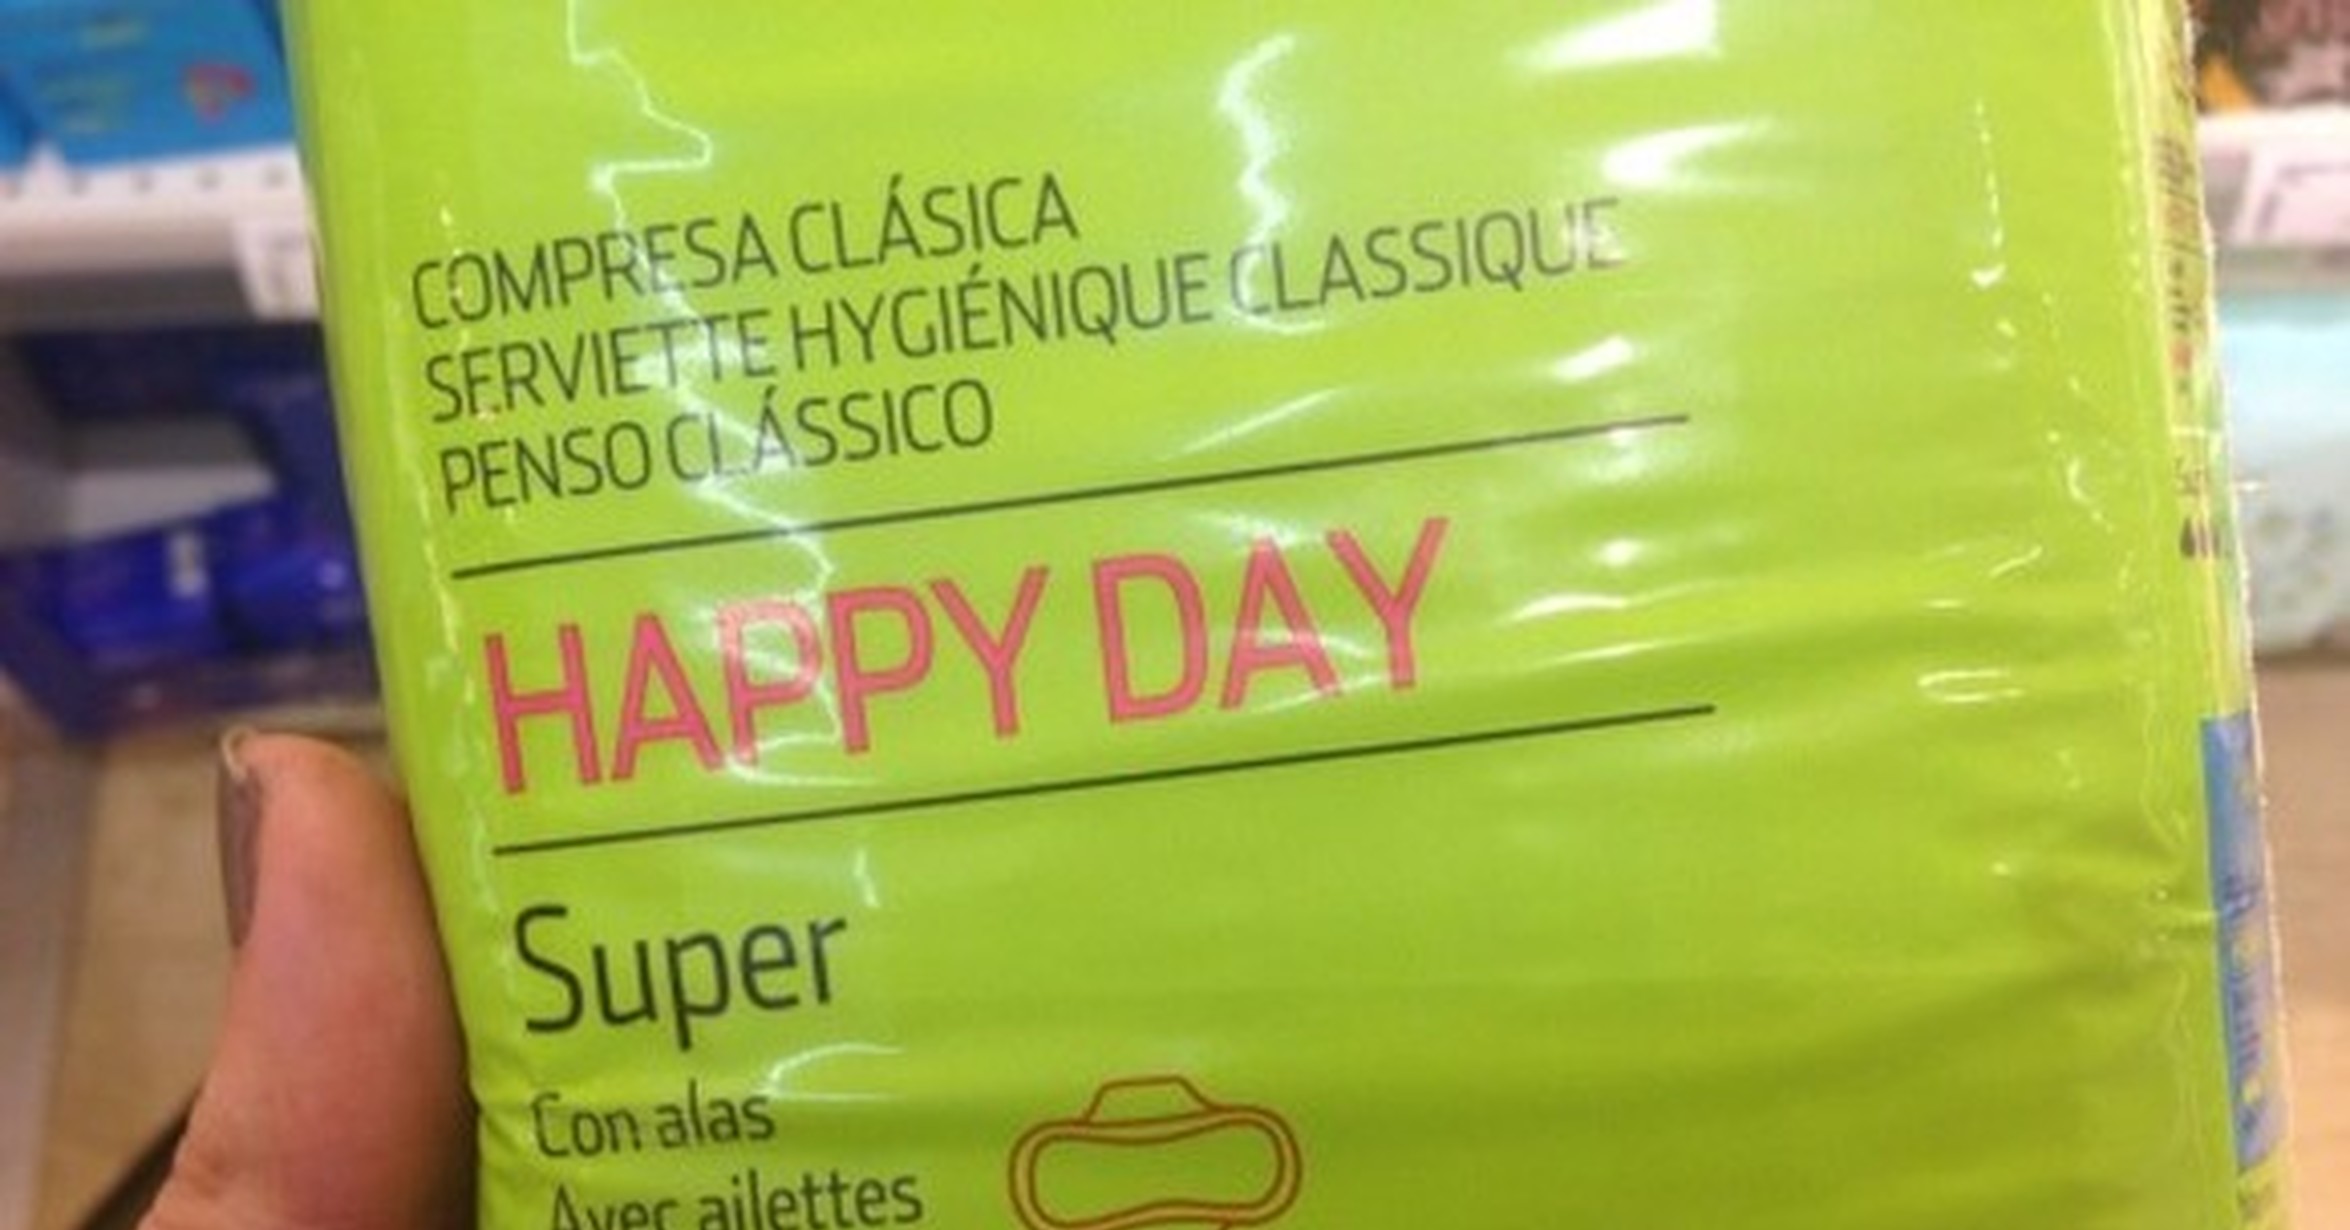 COMPRESA CLÁSICA
SERVIETTE HYGIÉNIQUE CLASSIQUE
PENSO CLÁSSICO
HAPPY DAY
Super
Con alas
Avec ailettes